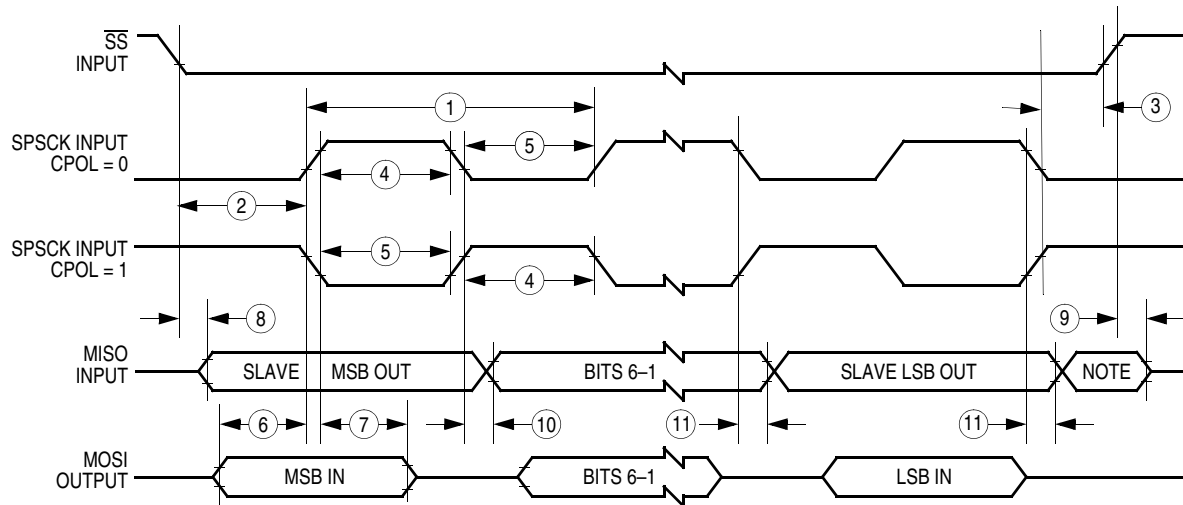 SS
INPUT
1
3
SPSCK INPUT
CPOL = 0
5
4
2
SPSCK INPUT
CPOL = 1
5
4
8
9
MISO
INPUT
SLAVE MSB OUT
BITS 6–1
SLAVE LSB OUT
NOTE
6
7
10
11
11
MOSI
OUTPUT
MSB IN
BITS 6–1
LSB IN